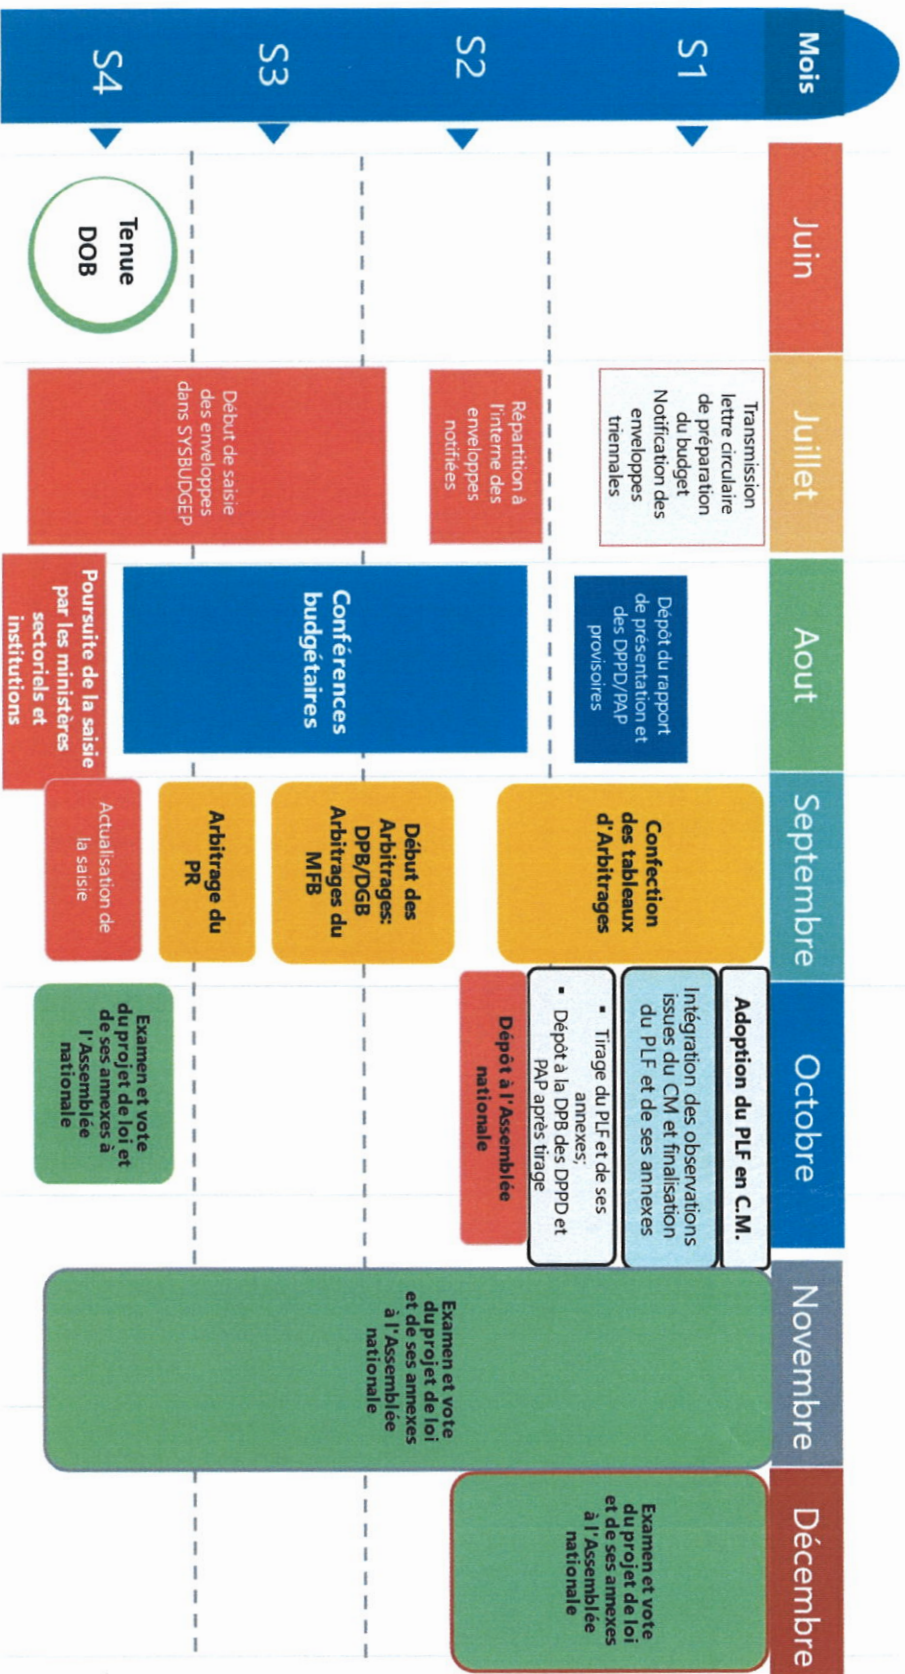 Mois
Juin
Juillet
Aout
Septembre
Octobre
Novembre
Décembre
S1
S2
S3
S4
Tenue
DOB
Transmission
lettre circulaire
de préparation
du budget
Notification des
enveloppes
triennales
Répartition à
l'interne des
enveloppes
notifiées
Début de saisie
des enveloppes
dans SYSBUDGEP
Dépôt du rapport
de présentation et
des DPPD/PAP
provisoires
Conférences
budgétaires
Poursuite de la saisie
par les ministères
sectoriels et
institutions
Confection
des tableaux
d'Arbitrages
Début des
Arbitrages:
DPB/DGB
Arbitrages du
MFB
Arbitrage du
PR
Actualisation de
la saisie
Adoption du PLF en C.M.
Intégration des observations
issues du CM et finalisation
du PLF et de ses annexes
▪ Tirage du PLF et de ses
annexes;
▪ Dépôt à la DPB des DPPD et
PAP après tirage
Dépôt à l'Assemblée
nationale
Examen et vote
du projet de loi et
de ses annexes à
l'Assemblée
nationale
Examen et vote
du projet de loi
et de ses annexes
à l'Assemblée
nationale
Examen et vote
du projet de loi
et de ses annexes
à l'Assemblée
nationale